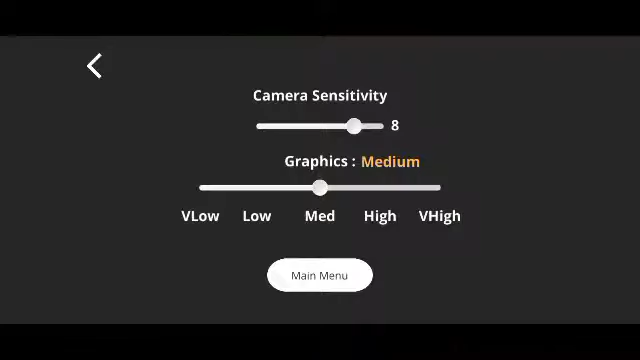 Camera Sensitivity
8
Graphics : Medium
VLow Low Med High VHigh
Main Menu